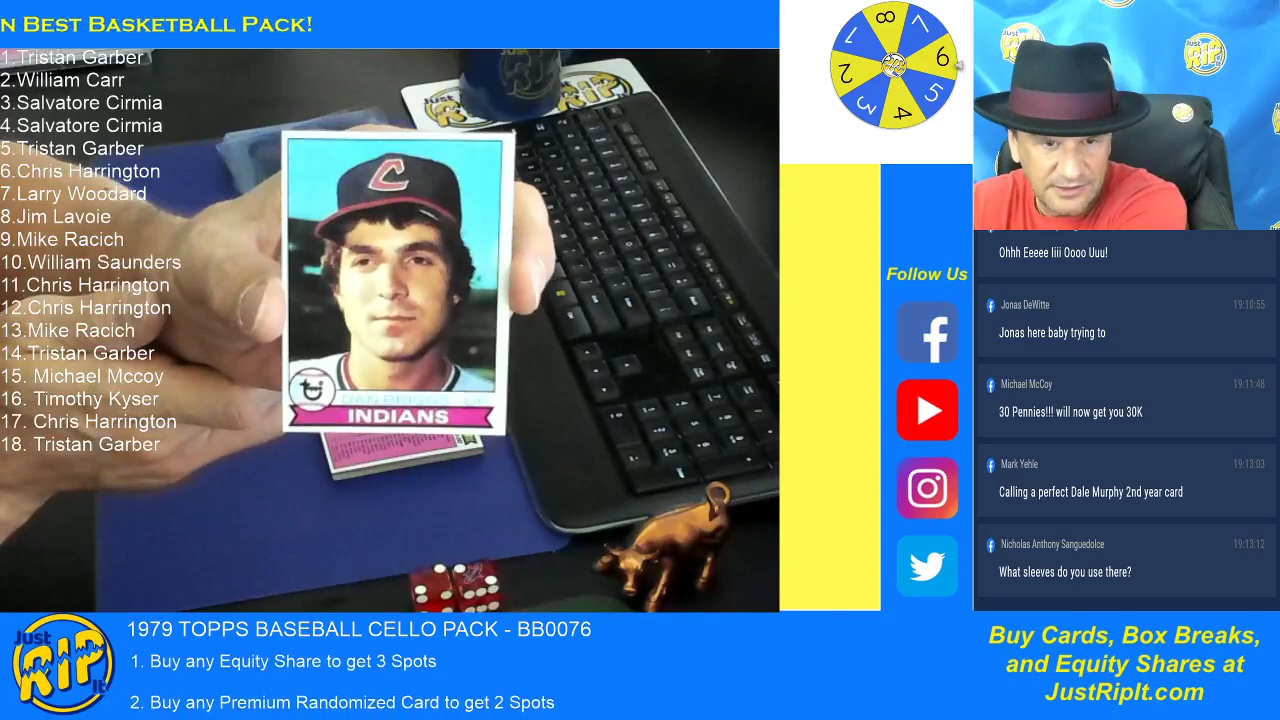 n Best Basketball Pack!
1.Tristan Garber
2.William Carr
3.Salvatore Cirmia
4.Salvatore Cirmia
5.Tristan Garber
6.Chris Harrington
7.Larry Woodard
8.Jim Lavoie
9.Mike Racich
10.William Saunders
11.Chris Harrington
12.Chris Harrington
13.Mike Racich
14.Tristan Garber
15. Michael Mccoy
16. Timothy Kyser
17. Chris Harrington
18. Tristan Garber
C
DAN BRIGGS OF
INDIANS
8
7
6
5
4
3
2
1
Follow Us
Ohhh Eeeee Iiii Oooo Uuu!
Jonas DeWitte 19:10:55
Jonas here baby trying to
Michael McCoy 19:11:48
30 Pennies!!! will now get you 30K
Mark Yehle 19:13:03
Calling a perfect Dale Murphy 2nd year card
Nicholas Anthony Sanguedolce 19:13:12
What sleeves do you use there?
Just
RIP
It
1979 TOPPS BASEBALL CELLO PACK - BB0076
1. Buy any Equity Share to get 3 Spots
2. Buy any Premium Randomized Card to get 2 Spots
Buy Cards, Box Breaks,
and Equity Shares at
JustRipIt.com